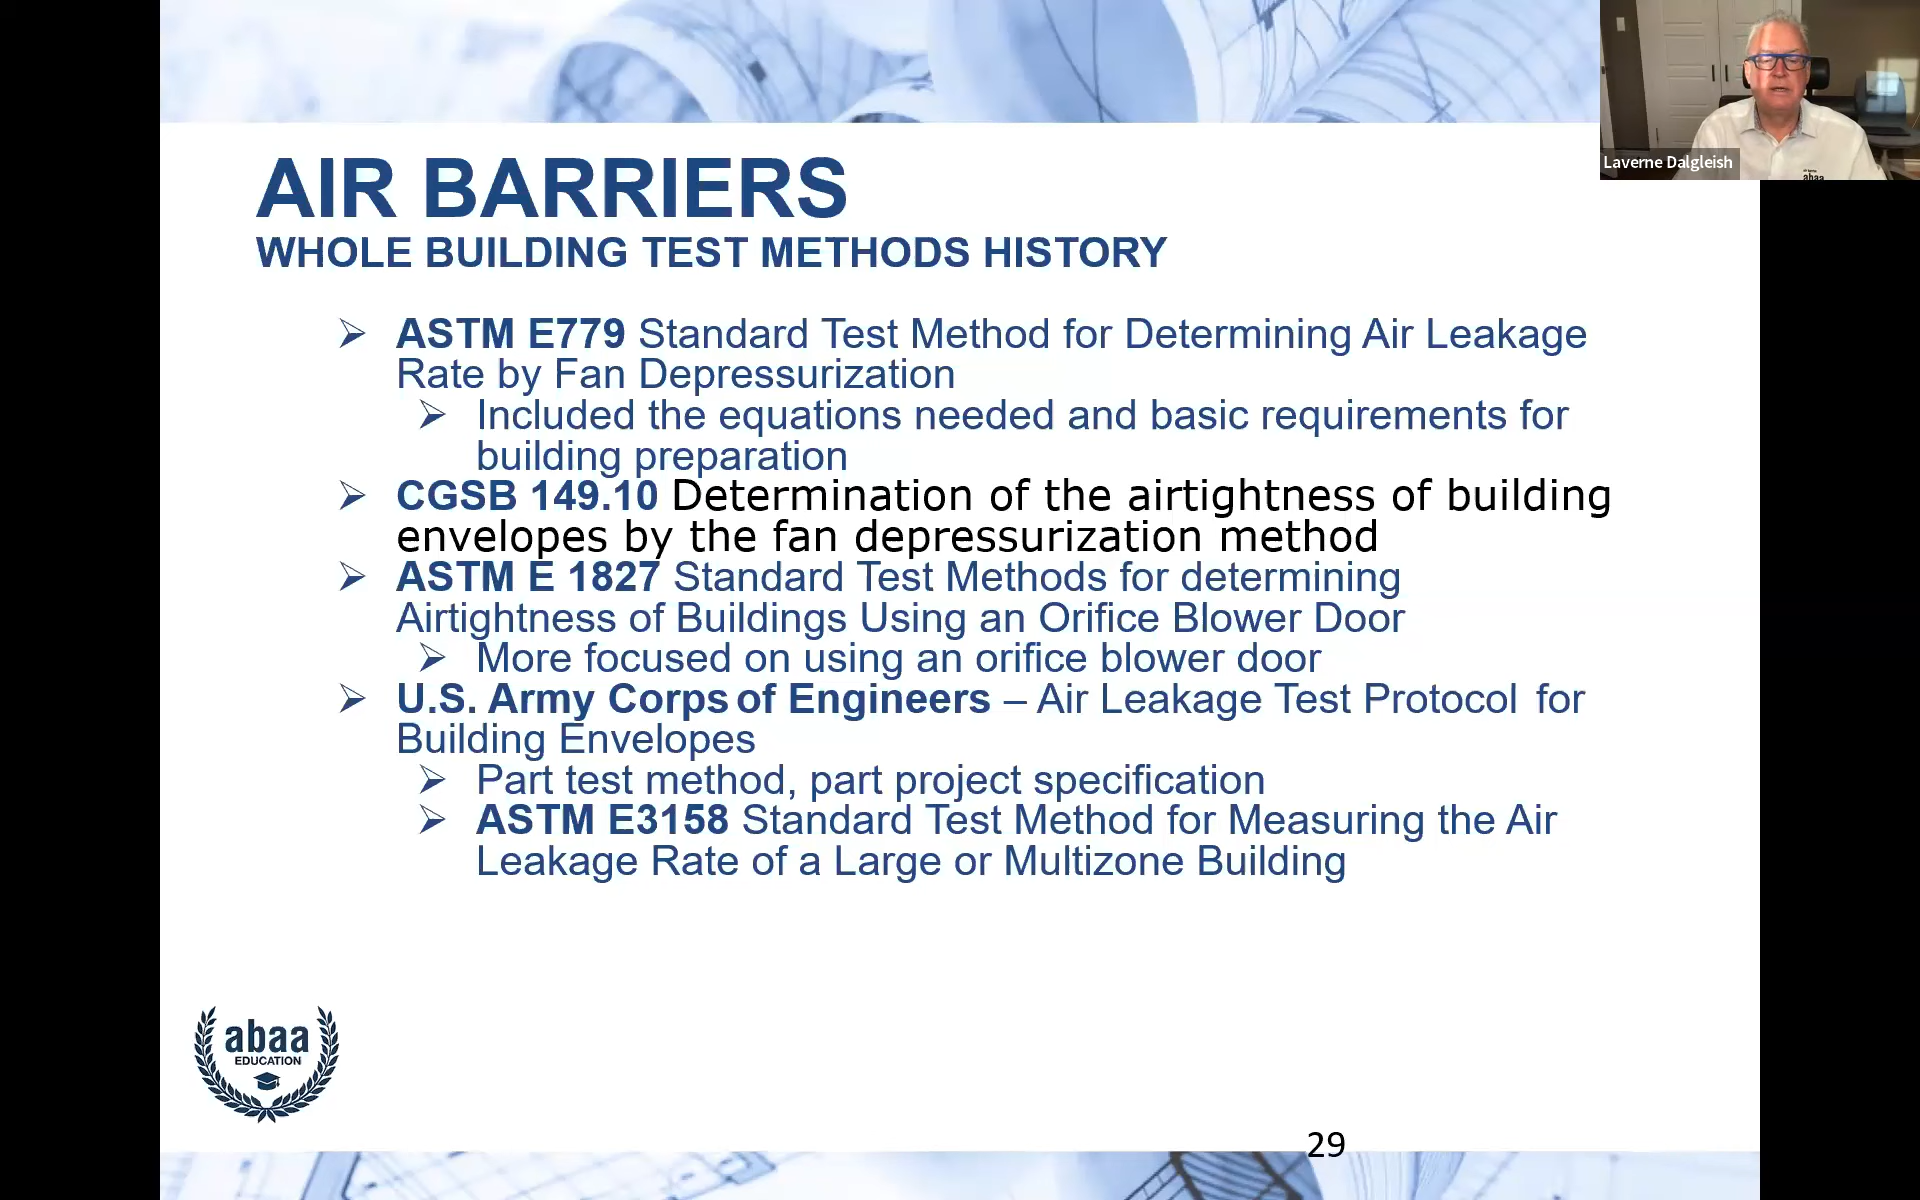 Laverne Dalgleish
abaa
AIR BARRIERS
WHOLE BUILDING TEST METHODS HISTORY
➢ ASTM E779 Standard Test Method for Determining Air Leakage
Rate by Fan Depressurization
➢ Included the equations needed and basic requirements for
building preparation
➢ CGSB 149.10 Determination of the airtightness of building
envelopes by the fan depressurization method
➢ ASTM E 1827 Standard Test Methods for determining
Airtightness of Buildings Using an Orifice Blower Door
➢ More focused on using an orifice blower door
➢ U.S. Army Corps of Engineers – Air Leakage Test Protocol for
Building Envelopes
➢ Part test method, part project specification
➢ ASTM E3158 Standard Test Method for Measuring the Air
Leakage Rate of a Large or Multizone Building
abaa
EDUCATION
29